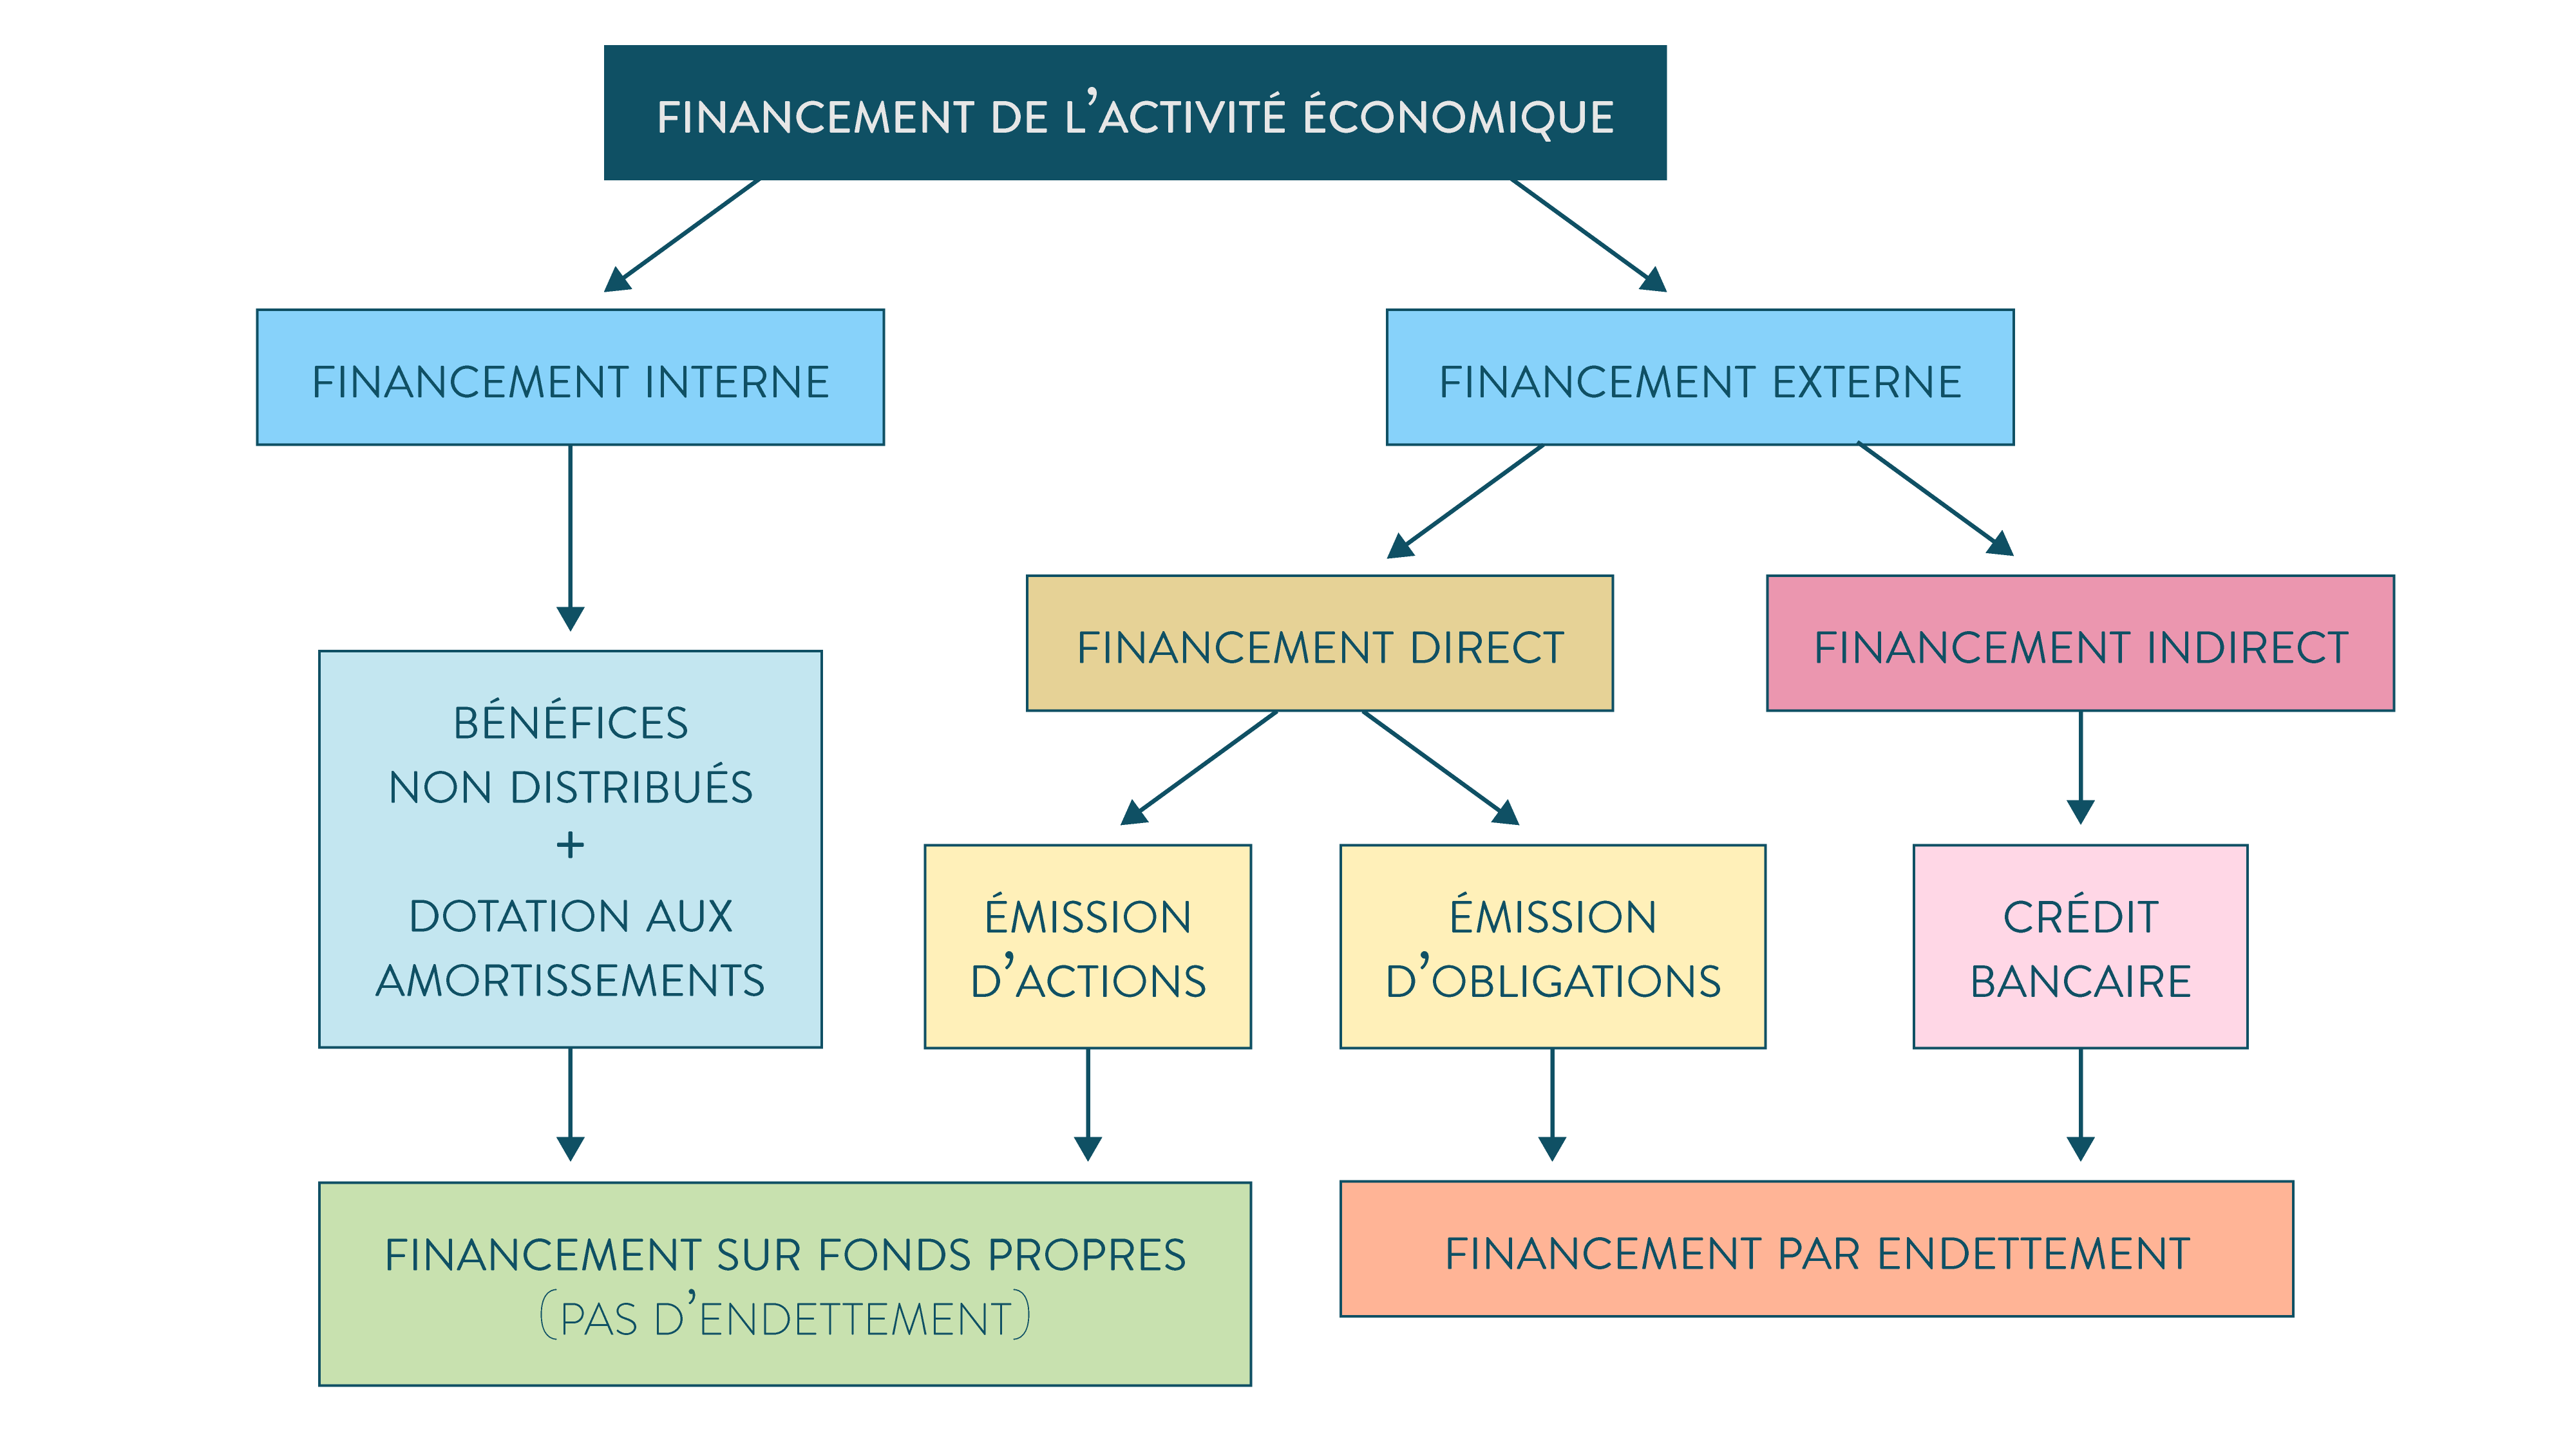 FINANCEMENT DE L’ACTIVITÉ ÉCONOMIQUE
FINANCEMENT INTERNE
FINANCEMENT EXTERNE
FINANCEMENT DIRECT
FINANCEMENT INDIRECT
BÉNÉFICES
NON DISTRIBUÉS
+
DOTATION AUX
AMORTISSEMENTS
ÉMISSION
D’ACTIONS
ÉMISSION
D’OBLIGATIONS
CRÉDIT
BANCAIRE
FINANCEMENT SUR FONDS PROPRES
(PAS D’ENDETTEMENT)
FINANCEMENT PAR ENDETTEMENT